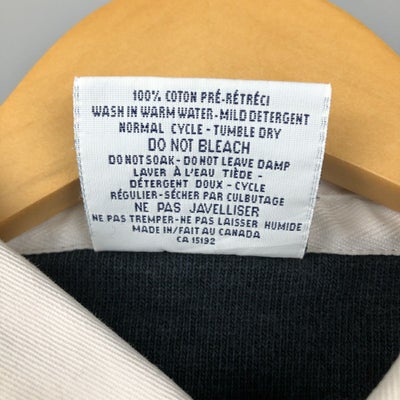 100% COTON PRÉ-RÉTRÉCI
WASH IN WARM WATER-MILD DETERGENT
NORMAL CYCLE - TUMBLE DRY
DO NOT BLEACH
DO NOT SOAK - DO NOT LEAVE DAMP
LAVER À L'EAU TIÈDE -
DÉTERGENT DOUX - CYCLE
RÉGULIER-SÉCHER PAR CULBUTAGE
NE PAS JAVELLISER
NE PAS TREMPER-NE PAS LAISSER HUMIDE
MADE IN/FAIT AU CANADA
CA 15192